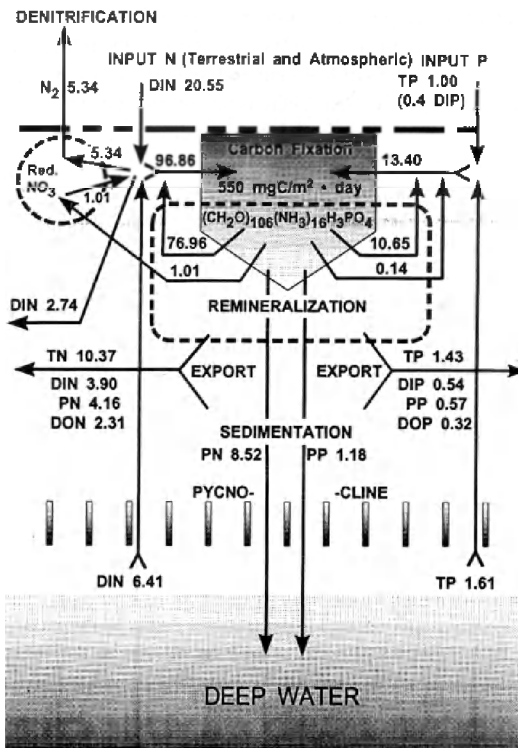 DENITRIFICATION
N2 5.34
INPUT N (Terrestrial and Atmospheric)
DIN 20.55
INPUT P
TP 1.00
(0.4 DIP)
5.34
Red.
NO3
1.01
96.86
Carbon Fixation
550 mgC/m² • day
13.40
(CH2O)106(NH3)16H3PO4
76.96
10.65
1.01
0.14
DIN 2.74
REMINERALIZATION
TN 10.37
DIN 3.90
PN 4.16
DON 2.31
EXPORT
EXPORT
TP 1.43
DIP 0.54
PP 0.57
DOP 0.32
SEDIMENTATION
PN 8.52
PP 1.18
PYCNO-
-CLINE
DIN 6.41
TP 1.61
DEEP WATER